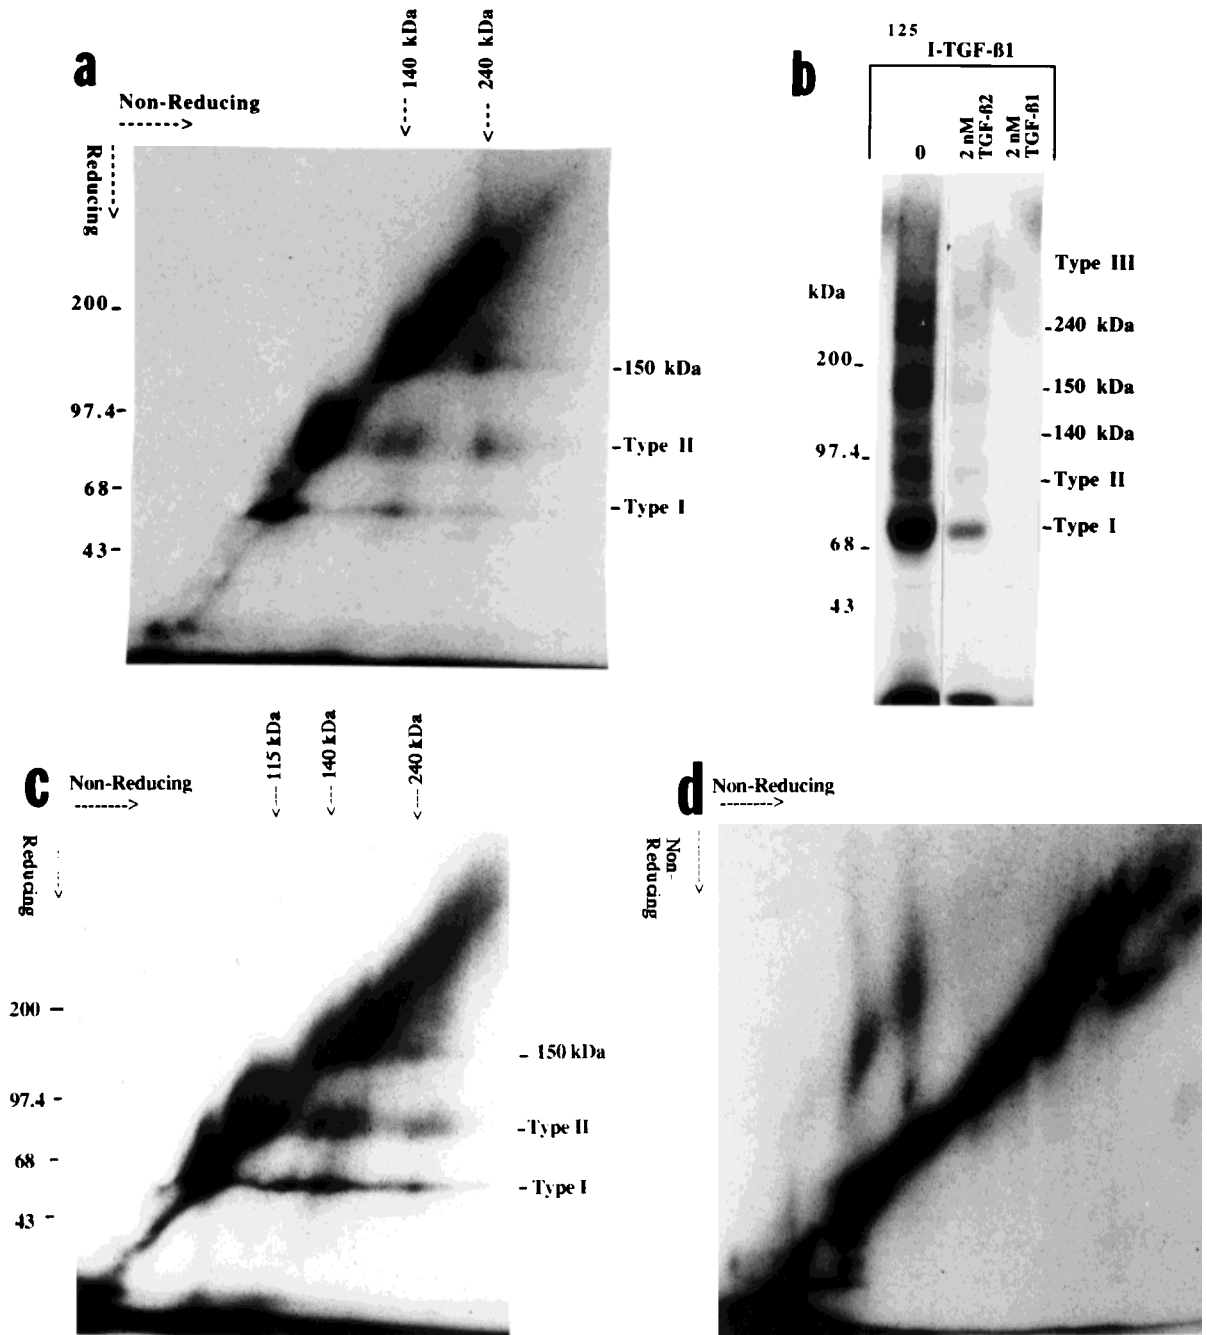 a
140 kDa
240 kDa
Non-Reducing
Reducing
200
97.4
68
43
150 kDa
Type II
Type I
b
125
I-TGF-ß1
0
2 nM
TGF-ß2
2 nM
TGF-ß1
kDa
200
97.4
68
43
Type III
240 kDa
150 kDa
140 kDa
Type II
Type I
c
115 kDa
140 kDa
240 kDa
Non-Reducing
Reducing
200
97.4
68
43
150 kDa
Type II
Type I
d
Non-Reducing
Non-
Reducing